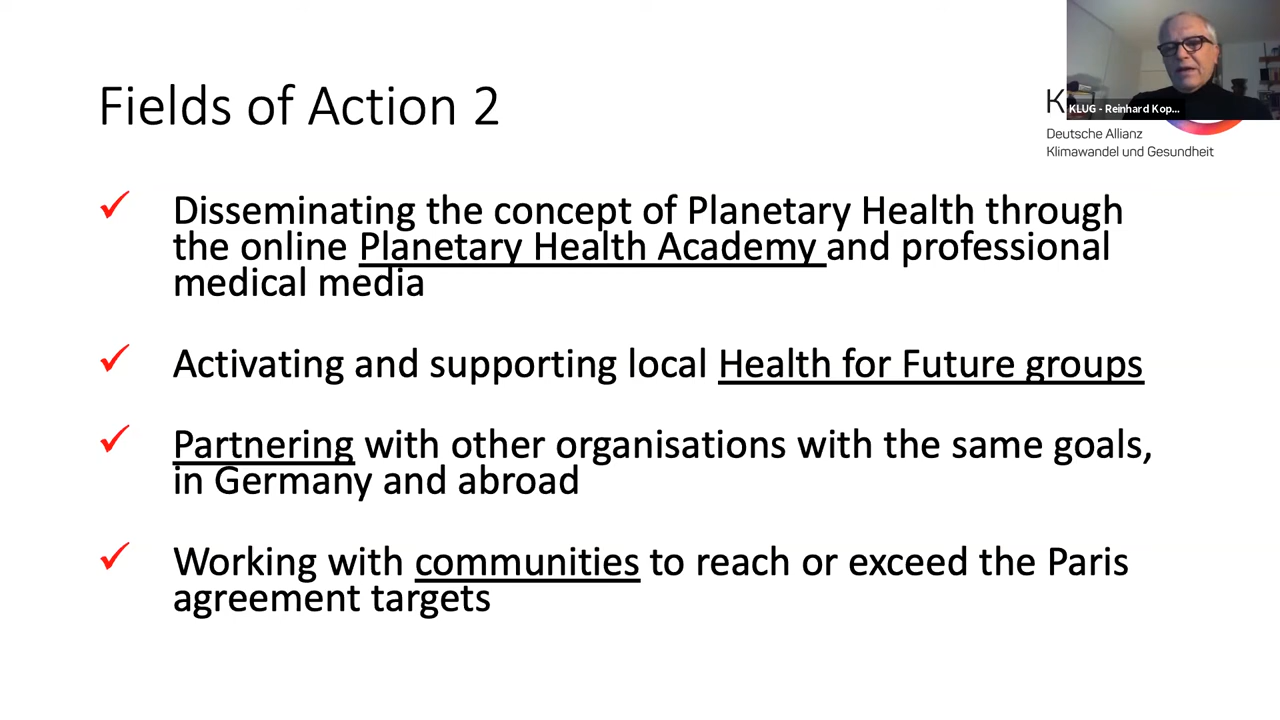 Fields of Action 2
KLUG - Reinhard Kop...
Deutsche Allianz
Klimawandel und Gesundheit
✓ Disseminating the concept of Planetary Health through
the online Planetary Health Academy and professional
medical media
✓ Activating and supporting local Health for Future groups
✓ Partnering with other organisations with the same goals,
in Germany and abroad
✓ Working with communities to reach or exceed the Paris
agreement targets